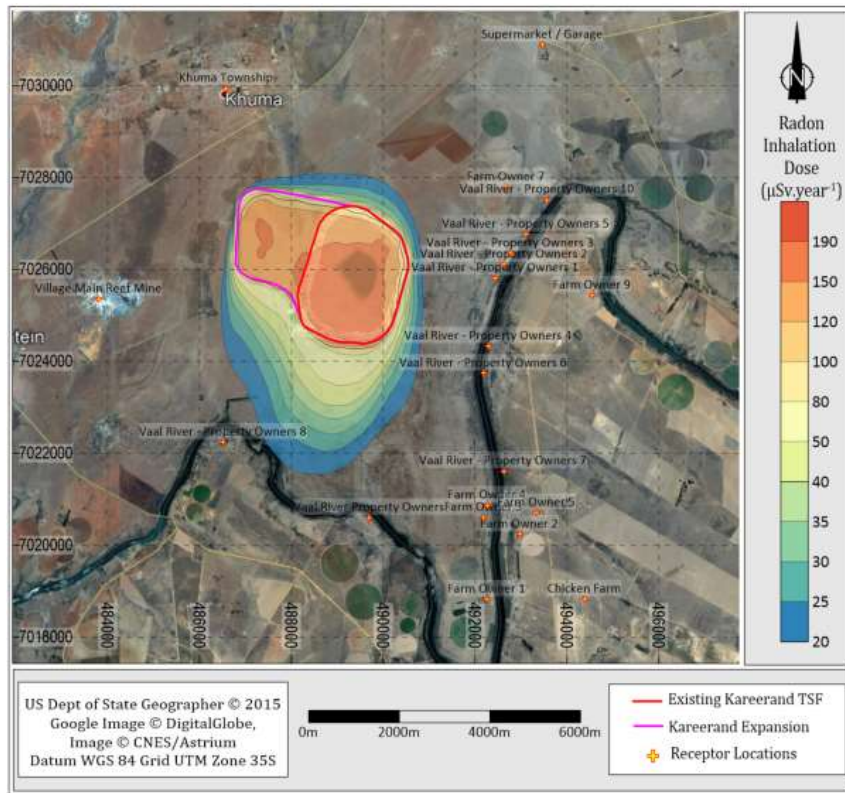 Supermarket / Garage
7030000
Khuma Township
Khuma
7028000
Farm Owner 7
Vaal River - Property Owners 10
Vaal River - Property Owners 5
Vaal River - Property Owners 3
Vaal River - Property Owners 2
Vaal River - Property Owners 1
7026000
Village Main Reef Mine
Farm Owner 9
tein
Vaal River - Property Owners 4
7024000
Vaal River - Property Owners 6
Vaal River - Property Owners 8
7022000
Vaal River - Property Owners 7
Farm Owner 4
Vaal River Property Owners
Farm Owner 5
7020000
Farm Owner 2
Farm Owner 1
Chicken Farm
7018000
484000
486000
488000
490000
492000
494000
496000
N
Radon
Inhalation
Dose
(µSv.year⁻¹)
190
150
120
100
80
50
40
35
30
25
20
US Dept of State Geographer © 2015
Google Image © DigitalGlobe,
Image © CNES/Astrium
Datum WGS 84 Grid UTM Zone 35S
0m 2000m 4000m 6000m
Existing Kareerand TSF
Kareerand Expansion
Receptor Locations